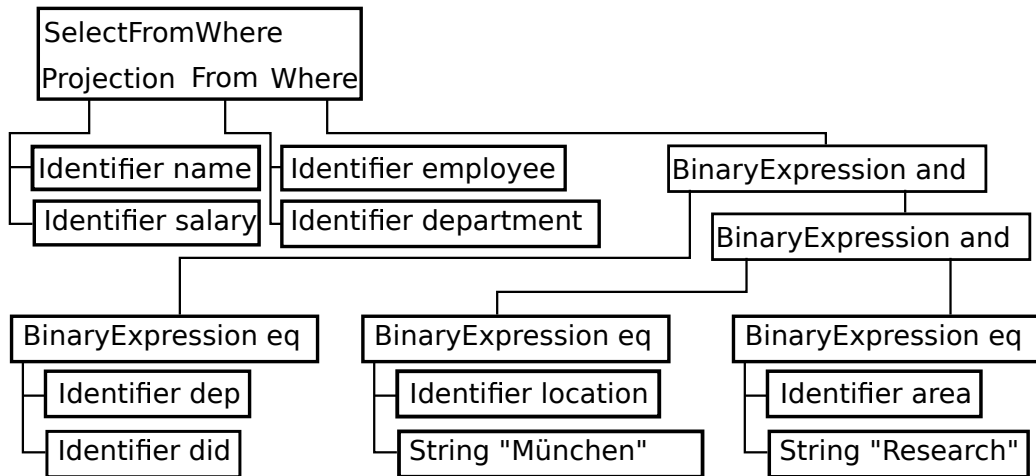 SelectFromWhere
Projection From Where
Identifier name
Identifier employee
BinaryExpression and
Identifier salary
Identifier department
BinaryExpression and
BinaryExpression eq
BinaryExpression eq
BinaryExpression eq
Identifier dep
Identifier location
Identifier area
Identifier did
String "München"
String "Research"